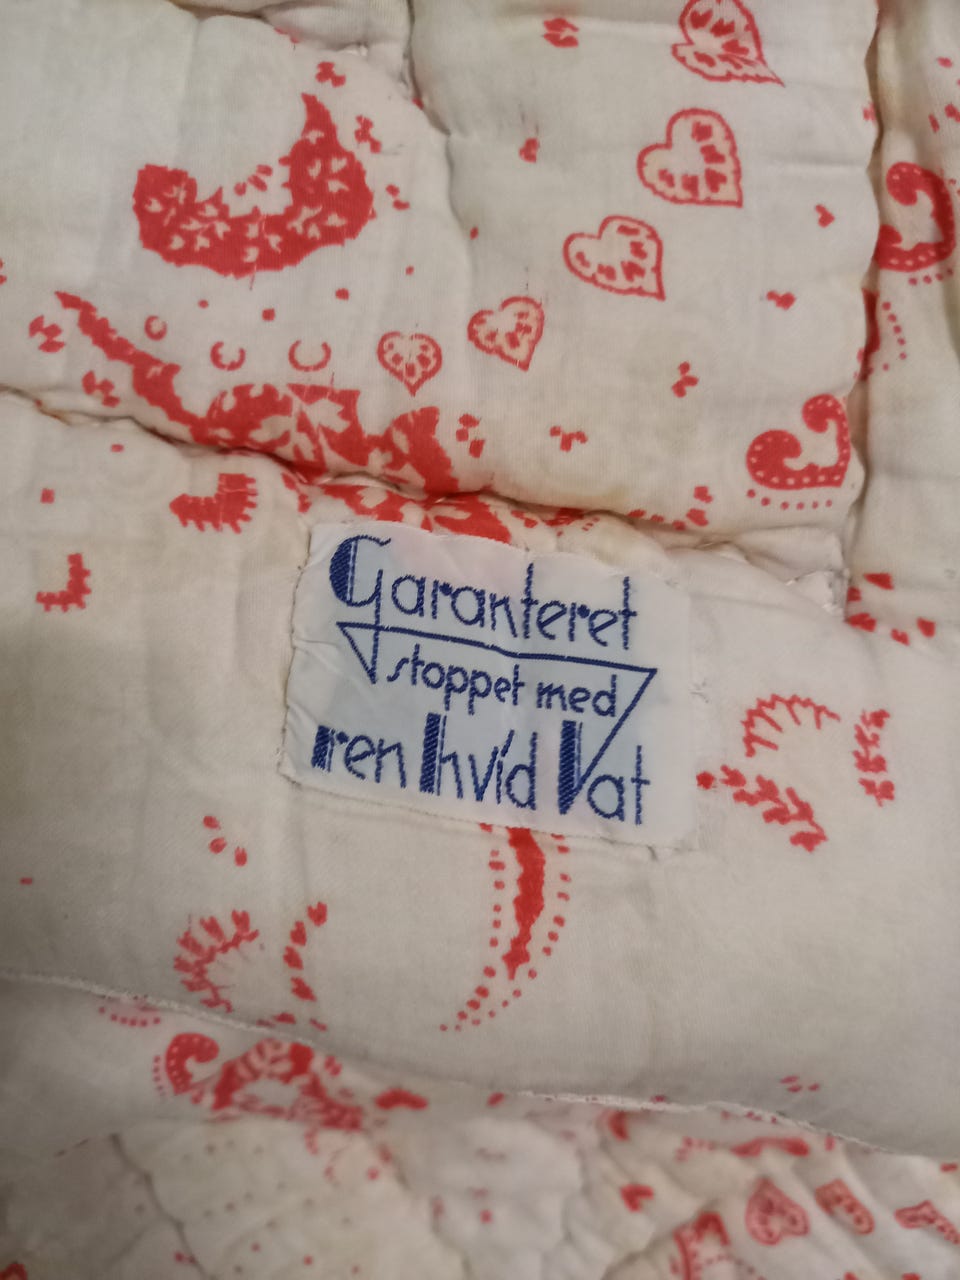 Garanteret
stoppet med
ren hvid Vat